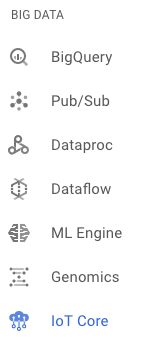 BIG DATA
BigQuery
Pub/Sub
Dataproc
Dataflow
ML Engine
Genomics
IoT Core